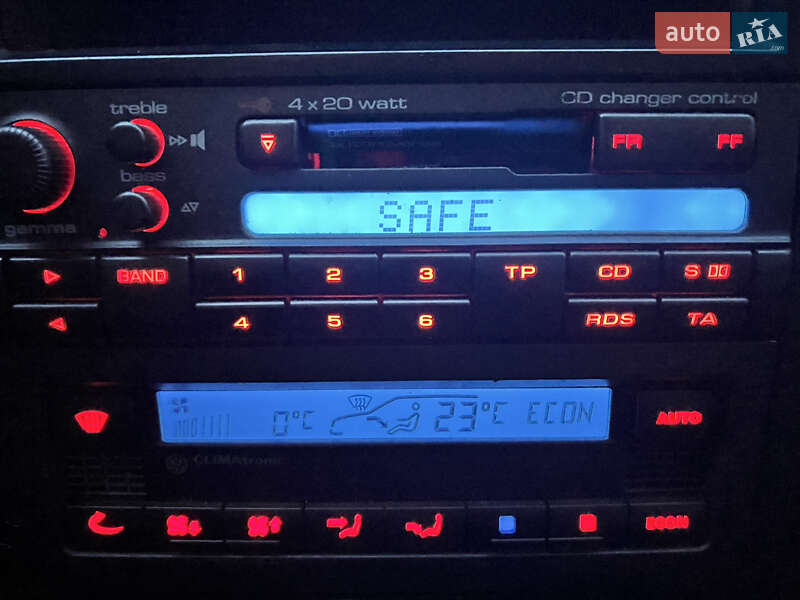 auto RIA.com
treble 4 x 20 watt CD changer control
FR FF
bass
SAFE
gamma
BAND 1 2 3 TP CD S
4 5 6 RDS TA
0°C 23°C ECON
AUTO
CLIMAtronic
ECON